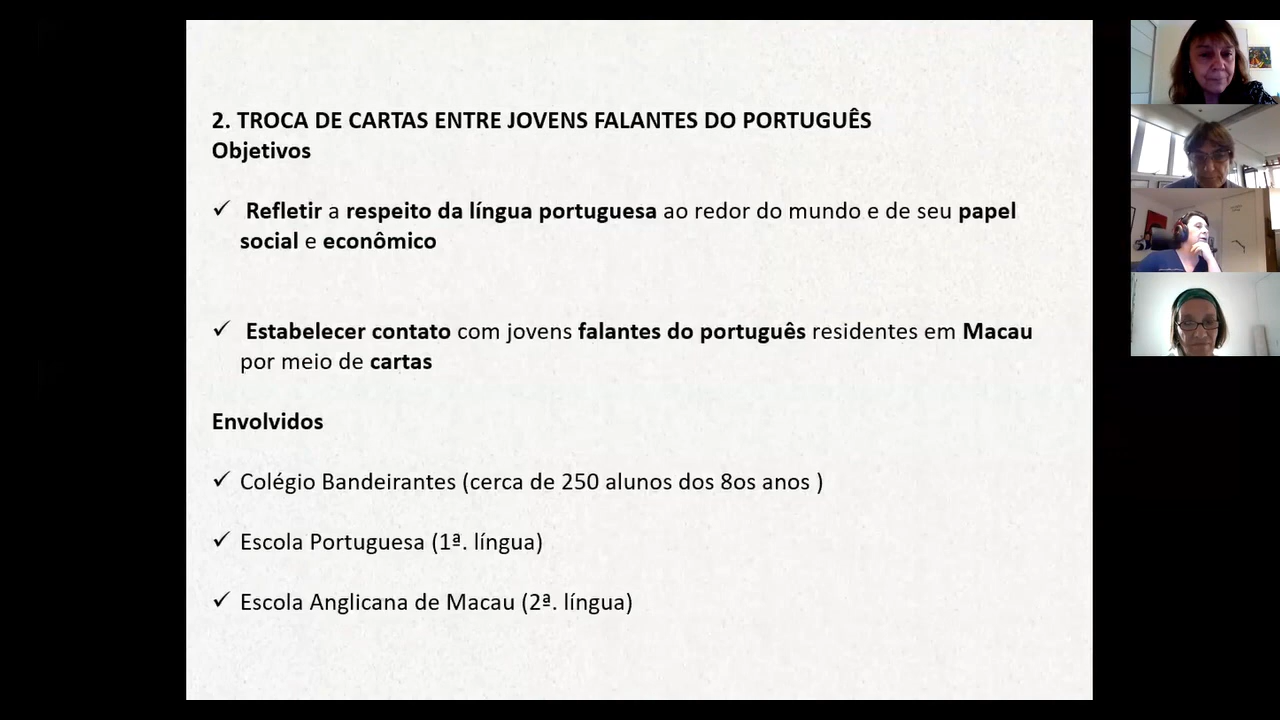 2. TROCA DE CARTAS ENTRE JOVENS FALANTES DO PORTUGUÊS
Objetivos
✓ Refletir a respeito da língua portuguesa ao redor do mundo e de seu papel
social e econômico
✓ Estabelecer contato com jovens falantes do português residentes em Macau
por meio de cartas
Envolvidos
✓ Colégio Bandeirantes (cerca de 250 alunos dos 8os anos )
✓ Escola Portuguesa (1ª. língua)
✓ Escola Anglicana de Macau (2ª. língua)